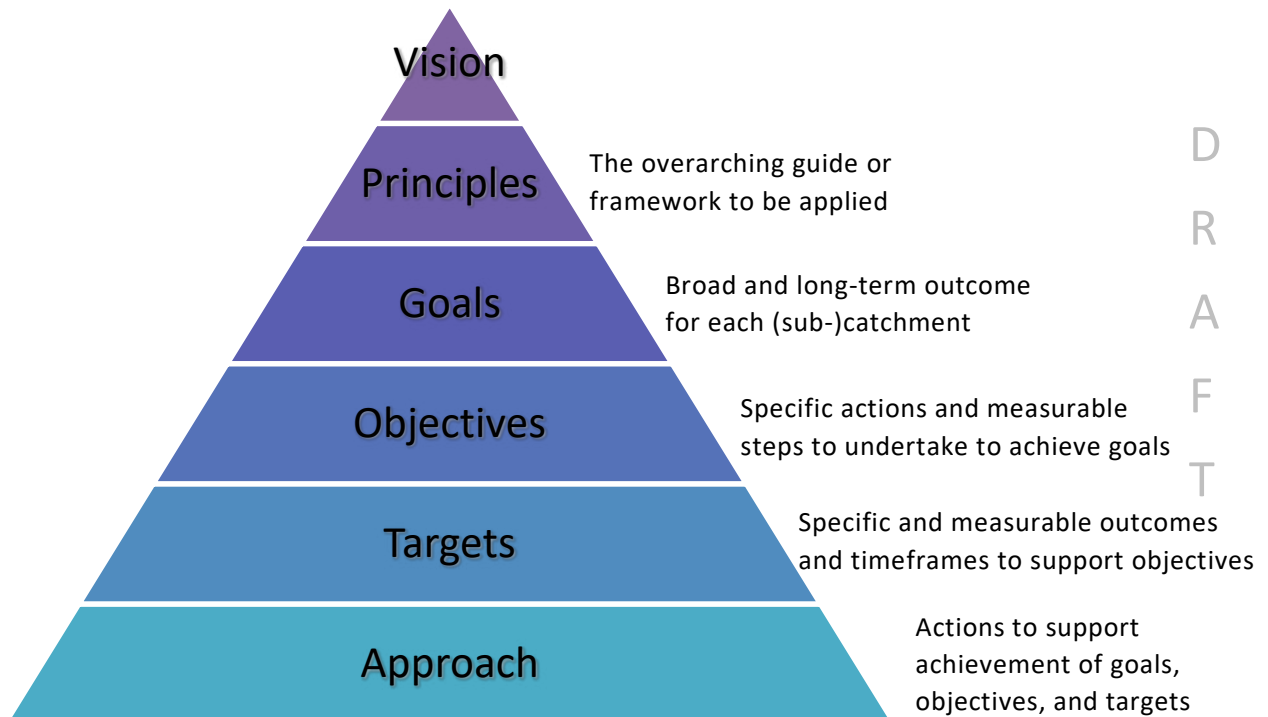 Vision
Principles
The overarching guide or
framework to be applied
Goals
Broad and long-term outcome
for each (sub-)catchment
Objectives
Specific actions and measurable
steps to undertake to achieve goals
Targets
Specific and measurable outcomes
and timeframes to support objectives
Approach
Actions to support
achievement of goals,
objectives, and targets
D
R
A
F
T